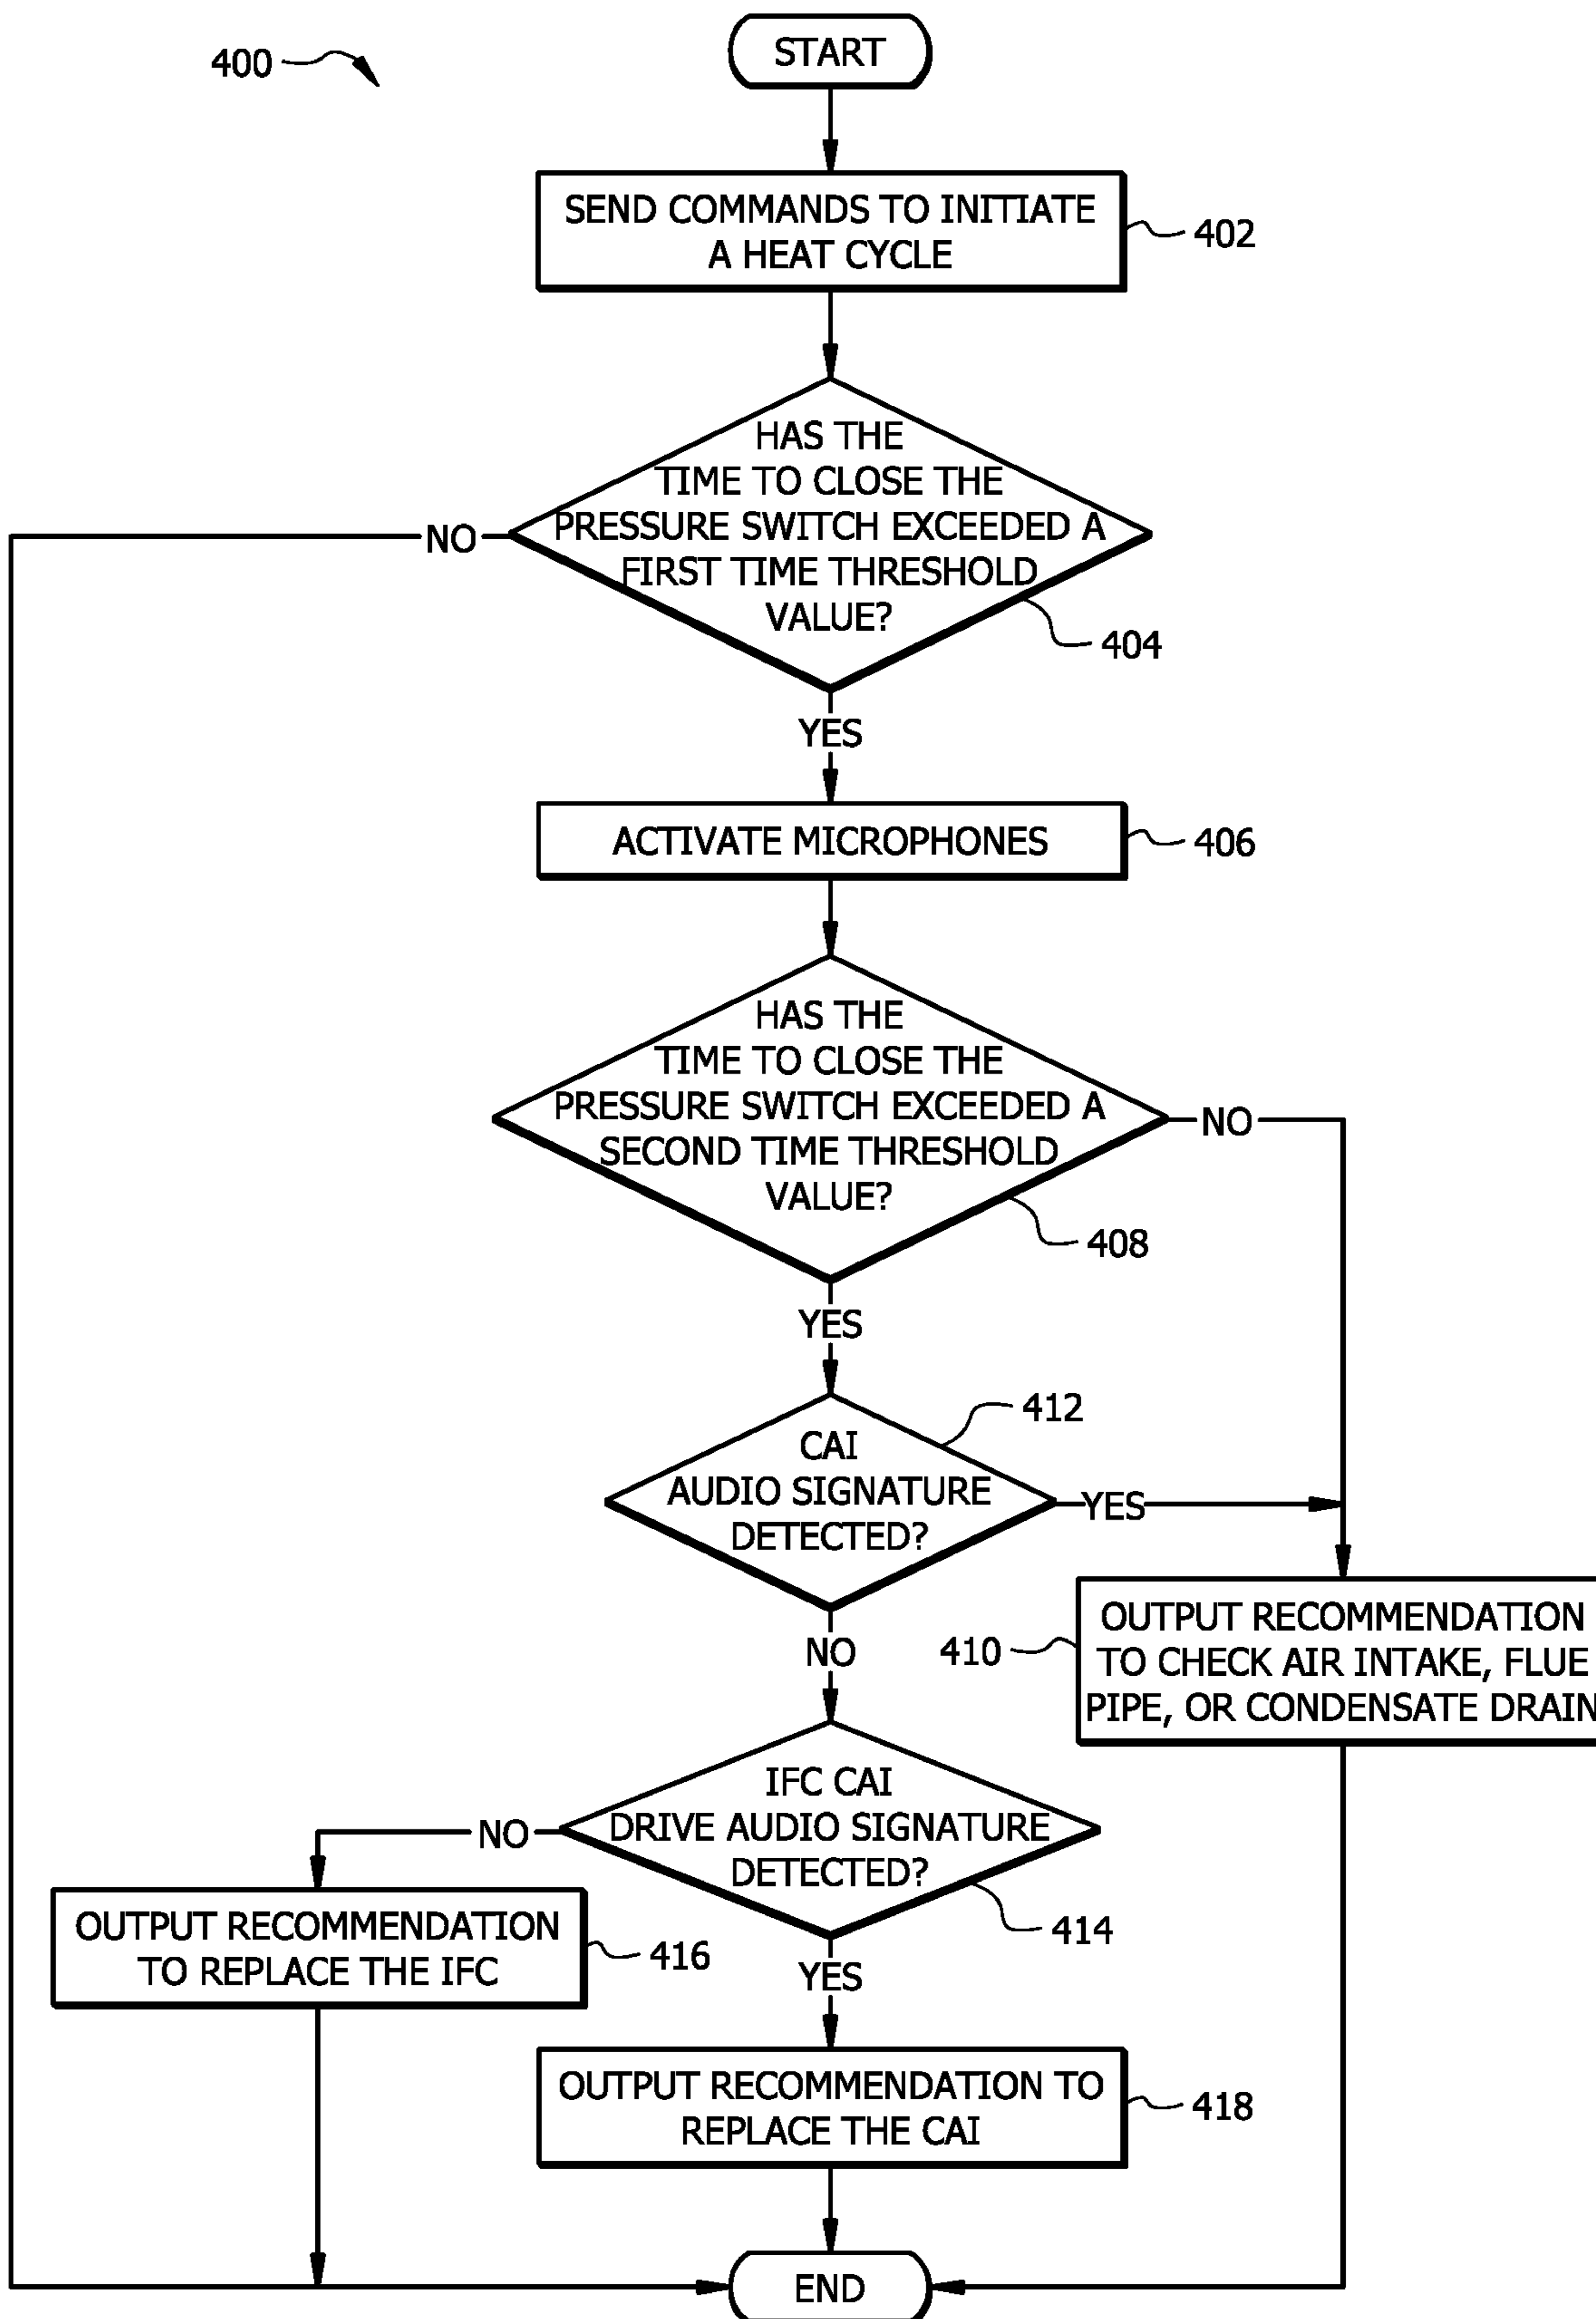 400
START
SEND COMMANDS TO INITIATE
A HEAT CYCLE
402
HAS THE
TIME TO CLOSE THE
PRESSURE SWITCH EXCEEDED A
FIRST TIME THRESHOLD
VALUE?
NO
404
YES
ACTIVATE MICROPHONES
406
HAS THE
TIME TO CLOSE THE
PRESSURE SWITCH EXCEEDED A
SECOND TIME THRESHOLD
VALUE?
NO
408
YES
412
CAI
AUDIO SIGNATURE
DETECTED?
YES
NO
410
OUTPUT RECOMMENDATION
TO CHECK AIR INTAKE, FLUE
PIPE, OR CONDENSATE DRAIN
IFC CAI
DRIVE AUDIO SIGNATURE
DETECTED?
NO
414
YES
OUTPUT RECOMMENDATION
TO REPLACE THE IFC
416
OUTPUT RECOMMENDATION TO
REPLACE THE CAI
418
END